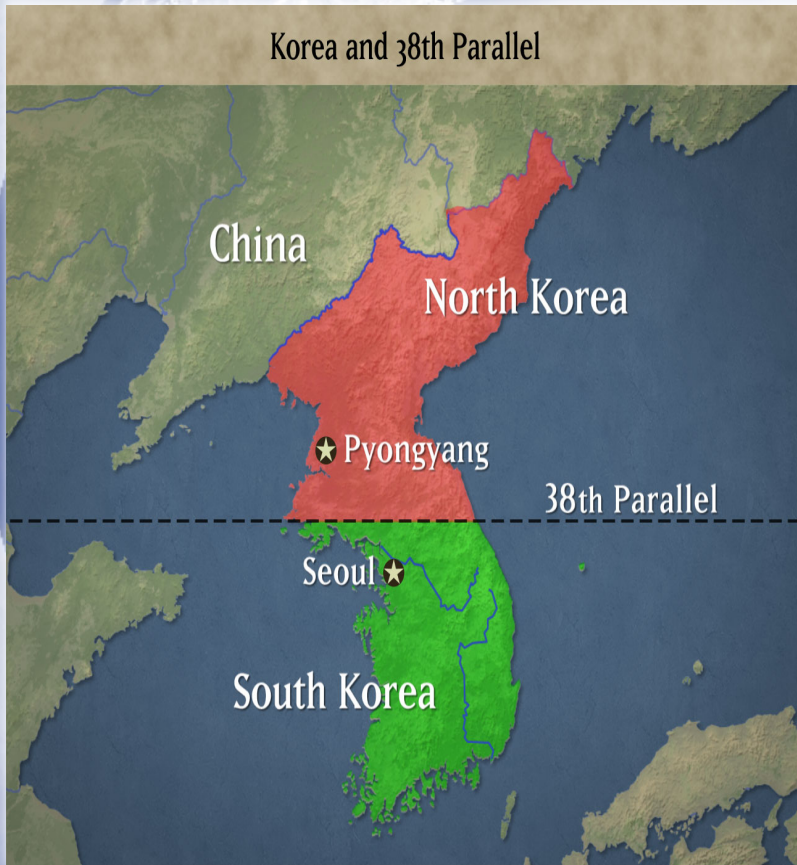 Korea and 38th Parallel
China
North Korea
Pyongyang
38th Parallel
Seoul
South Korea